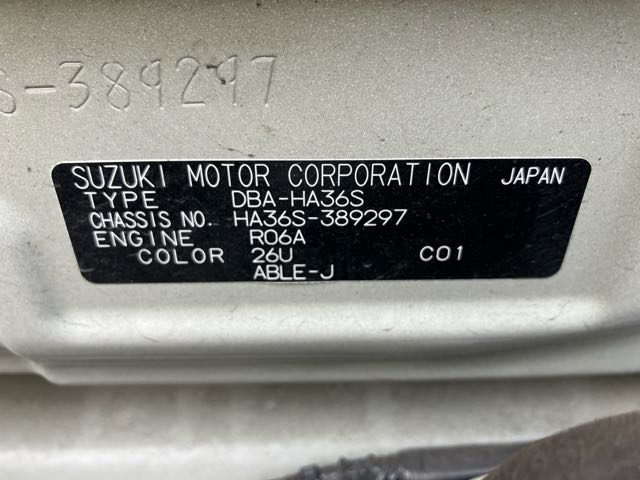 S-389297
SUZUKI MOTOR CORPORATION JAPAN
TYPE DBA-HA36S
CHASSIS NO. HA36S-389297
ENGINE R06A
COLOR 26U C01
ABLE-J